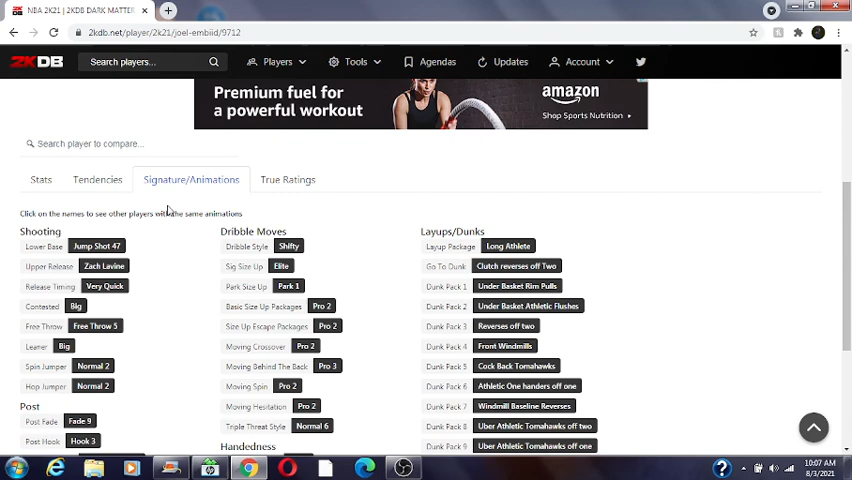 NBA 2K21 | 2KDB DARK MATTER
2kdb.net/player/2k21/joel-embiid/9712
2KDB
Search players...
Players
Tools
Agendas
Updates
Account
Premium fuel for
a powerful workout
amazon
Shop Sports Nutrition
Search player to compare...
Stats
Tendencies
Signature/Animations
True Ratings
Click on the names to see other players with the same animations
Shooting
Lower Base Jump Shot 47
Upper Release Zach Lavine
Release Timing Very Quick
Contested Big
Free Throw Free Throw 5
Leaner Big
Spin Jumper Normal 2
Hop Jumper Normal 2
Post
Post Fade Fade 9
Post Hook Hook 3
Dribble Moves
Dribble Style Shifty
Sig Size Up Elite
Park Size Up Park 1
Basic Size Up Packages Pro 2
Size Up Escape Packages Pro 2
Moving Crossover Pro 2
Moving Behind The Back Pro 3
Moving Spin Pro 2
Moving Hesitation Pro 2
Triple Threat Style Normal 6
Handedness
Layups/Dunks
Layup Package Long Athlete
Go To Dunk Clutch reverses off Two
Dunk Pack 1 Under Basket Rim Pulls
Dunk Pack 2 Under Basket Athletic Flushes
Dunk Pack 3 Reverses off two
Dunk Pack 4 Front Windmills
Dunk Pack 5 Cock Back Tomahawks
Dunk Pack 6 Athletic One handers off one
Dunk Pack 7 Windmill Baseline Reverses
Dunk Pack 8 Uber Athletic Tomahawks off two
Dunk Pack 9 Uber Athletic Tomahawks off one
10:07 AM
8/3/2021